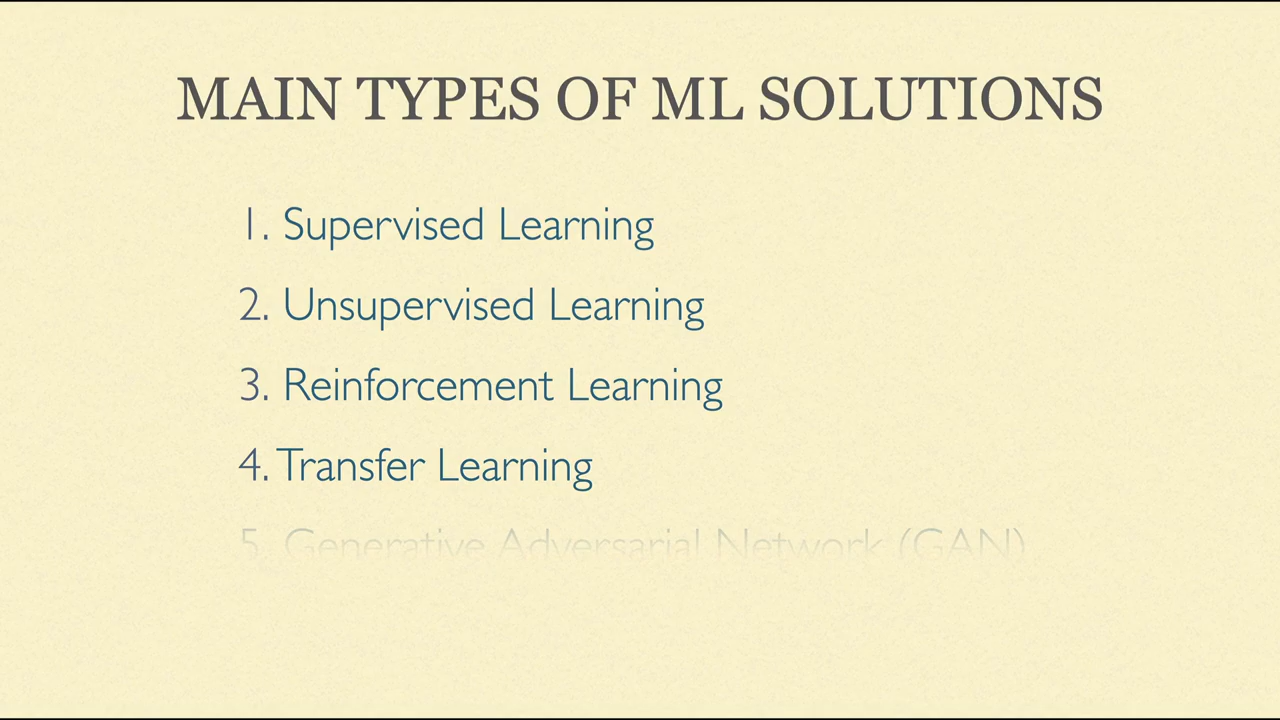 MAIN TYPES OF ML SOLUTIONS
1. Supervised Learning
2. Unsupervised Learning
3. Reinforcement Learning
4. Transfer Learning
5. Generative Adversarial Network (GAN)